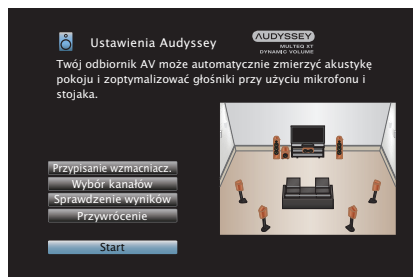 Ustawienia Audyssey
AUDYSSEY
MULTEQ XT
DYNAMIC VOLUME
Twój odbiornik AV może automatycznie zmierzyć akustykę
pokoju i zoptymalizować głośniki przy użyciu mikrofonu i
stojaka.
Przypisanie wzmacniacz.
Wybór kanałów
Sprawdzenie wyników
Przywrócenie
Start